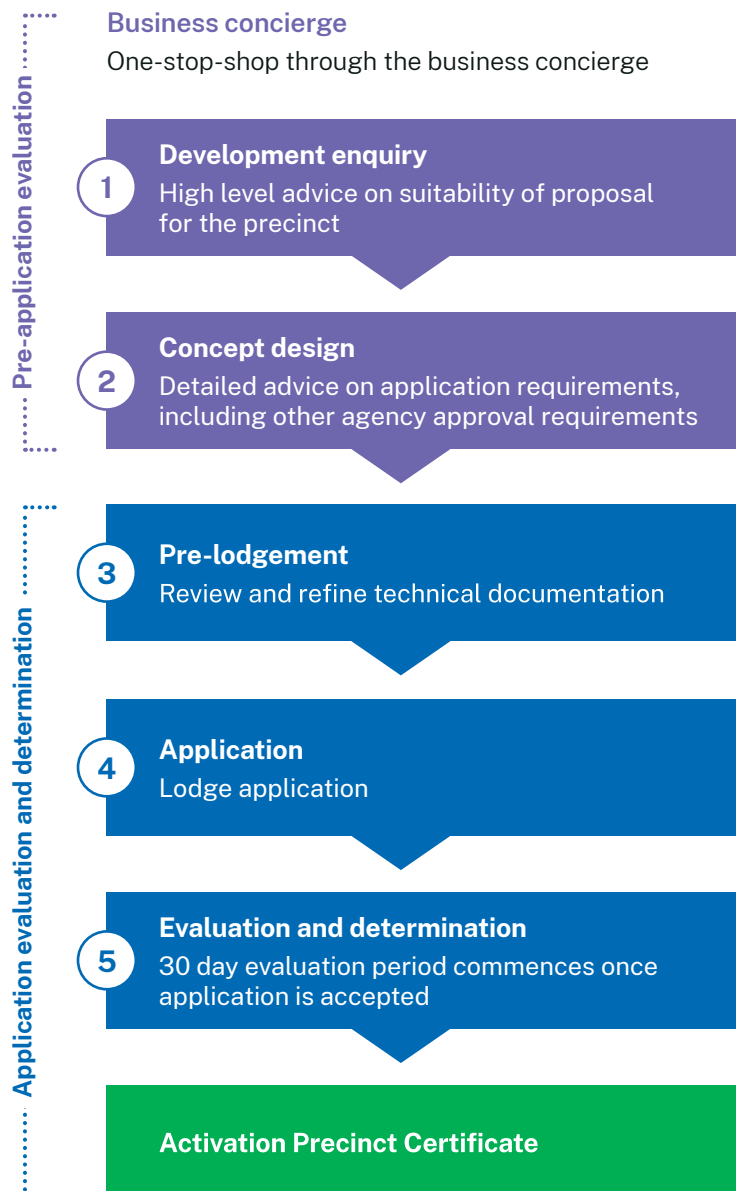 Business concierge
One-stop-shop through the business concierge
Pre-application evaluation
1
Development enquiry
High level advice on suitability of proposal
for the precinct
2
Concept design
Detailed advice on application requirements,
including other agency approval requirements
Application evaluation and determination
3
Pre-lodgement
Review and refine technical documentation
4
Application
Lodge application
5
Evaluation and determination
30 day evaluation period commences once
application is accepted
Activation Precinct Certificate